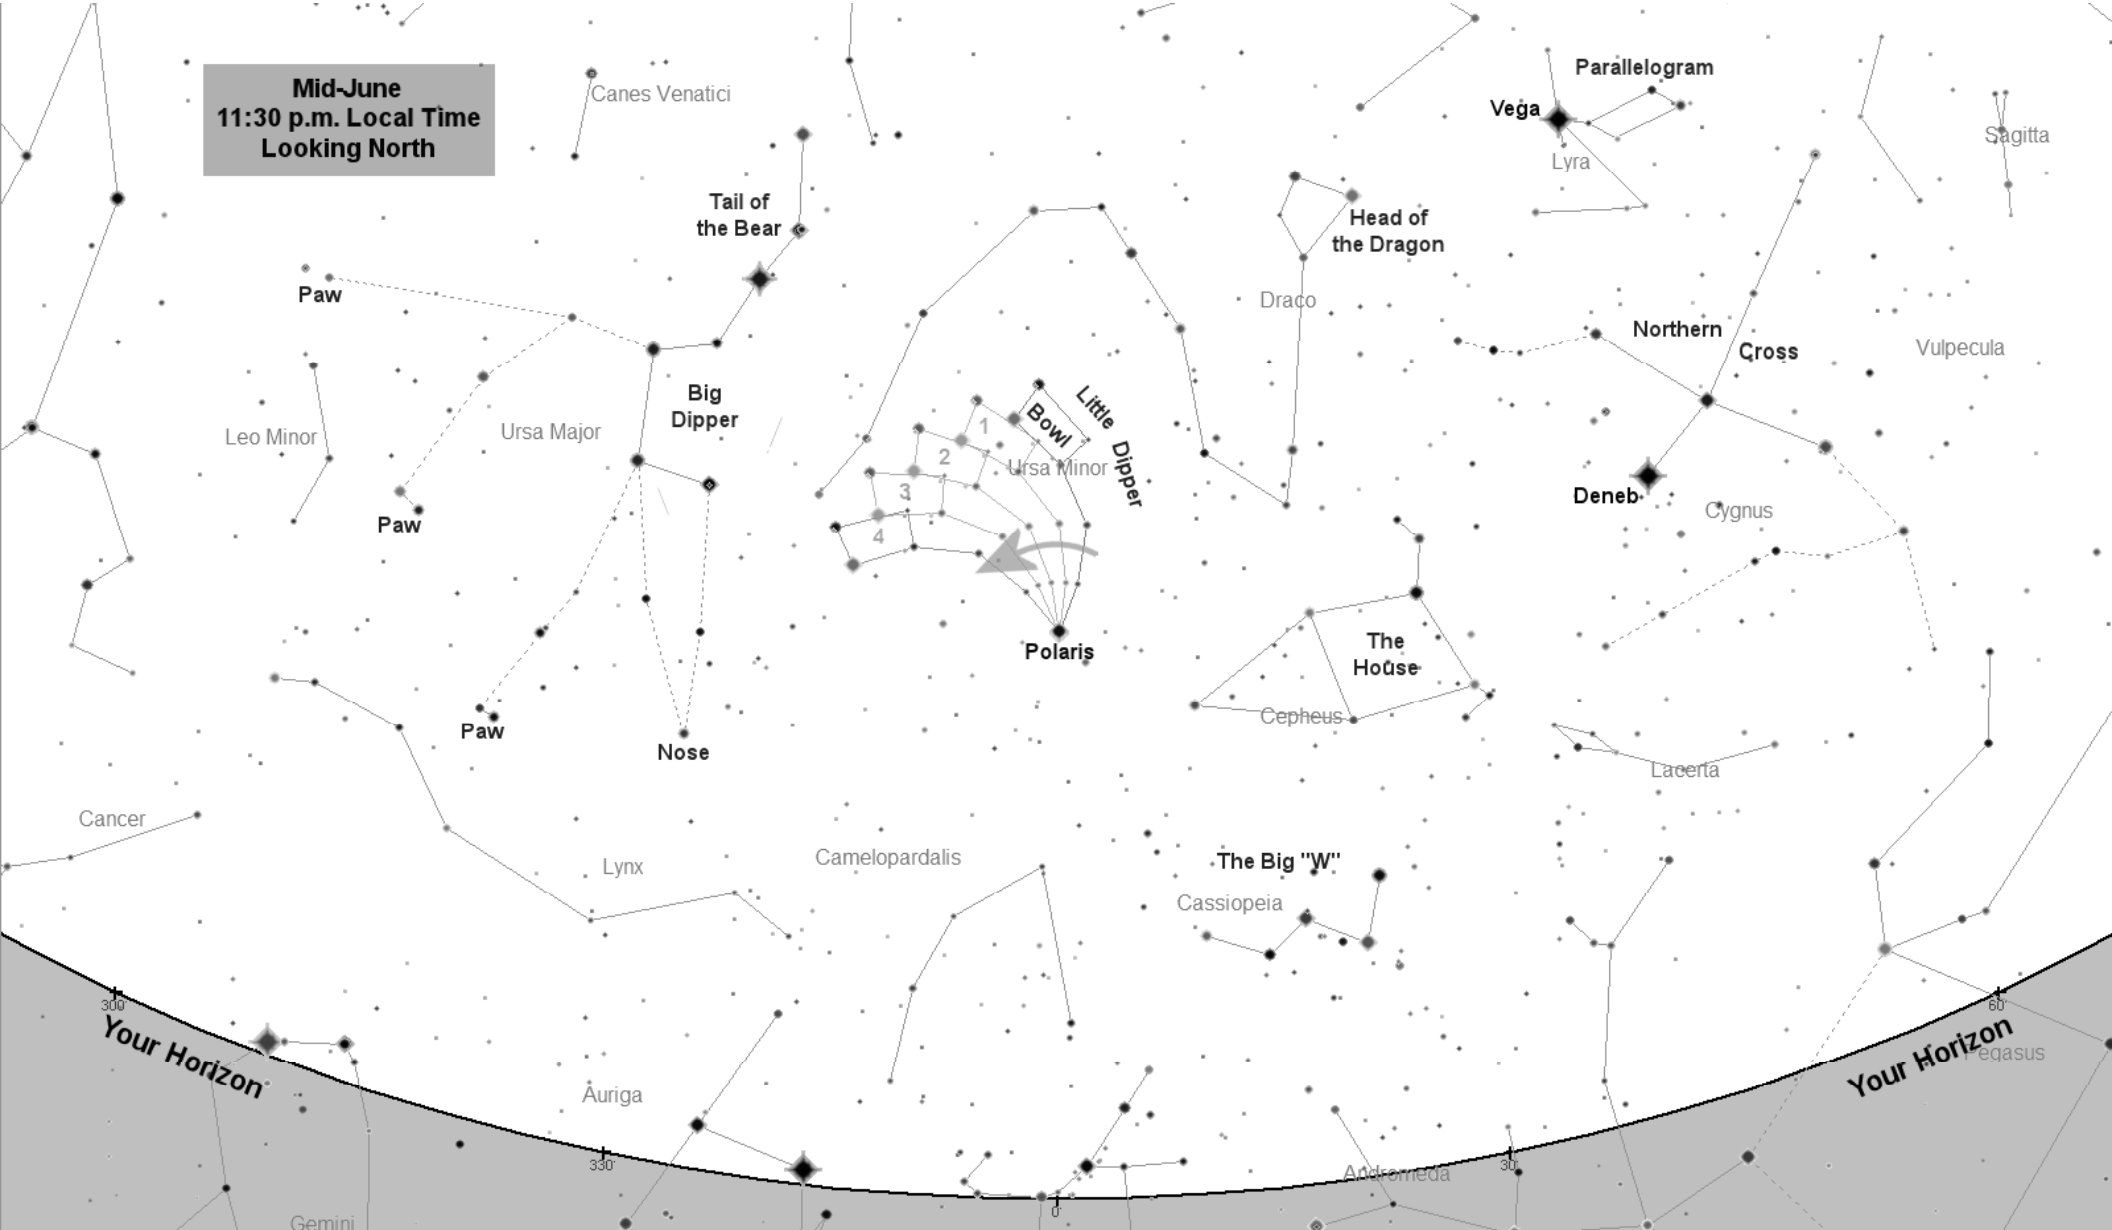 Mid-June
11:30 p.m. Local Time
Looking North
Canes Venatici
Parallelogram
Vega
Lyra
Sagitta
Tail of
the Bear
Head of
the Dragon
Paw
Draco
Northern
Cross
Vulpecula
Big
Dipper
Little Dipper
Bowl
Leo Minor
Ursa Major
1
2
3
4
Ursa Minor
Paw
Deneb
Cygnus
Polaris
The
House
Paw
Nose
Cepheus
Lacerta
Cancer
Lynx
Camelopardalis
The Big "W"
Cassiopeia
300
60
Your Horizon
Your Horizon
Pegasus
Auriga
330
30
Andromeda
0
Gemini